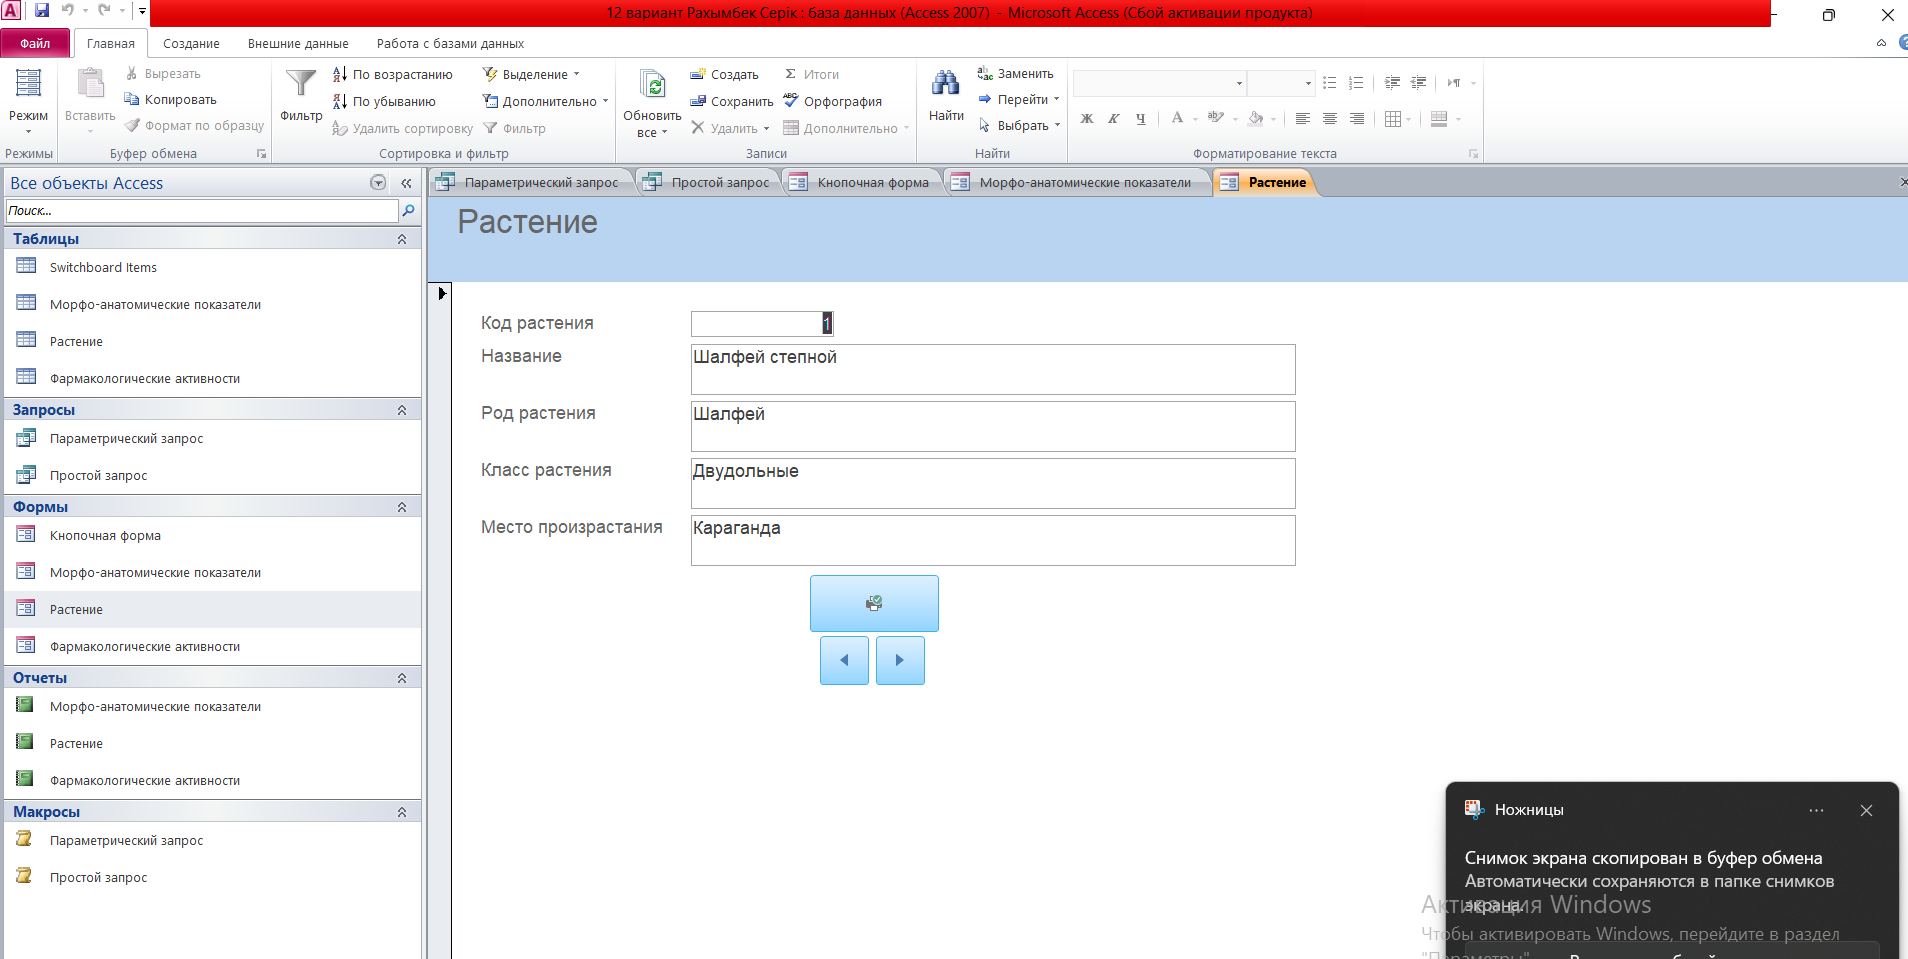 12 вариант Рахымбек Серік : база данных (Access 2007) - Microsoft Access (Сбой активации продукта)
Файл Главная Создание Внешние данные Работа с базами данных
Режим
Режимы
Вставить
Вырезать
Копировать
Формат по образцу
Буфер обмена
Фильтр
По возрастанию
По убыванию
Удалить сортировку
Выделение
Дополнительно
Фильтр
Сортировка и фильтр
Обновить все
Создать
Сохранить
Удалить
Итоги
Орфография
Дополнительно
Записи
Найти
Заменить
Перейти
Выбрать
Найти
Ж К Ч
Форматирование текста
Все объекты Access
Поиск...
Таблицы
Switchboard Items
Морфо-анатомические показатели
Растение
Фармакологические активности
Запросы
Параметрический запрос
Простой запрос
Формы
Кнопочная форма
Морфо-анатомические показатели
Растение
Фармакологические активности
Отчеты
Морфо-анатомические показатели
Растение
Фармакологические активности
Макросы
Параметрический запрос
Простой запрос
Параметрический запрос Простой запрос Кнопочная форма Морфо-анатомические показатели Растение
Растение
Код растения 1
Название Шалфей степной
Род растения Шалфей
Класс растения Двудольные
Место произрастания Караганда
Ножницы
Снимок экрана скопирован в буфер обмена
Автоматически сохраняются в папке снимков
экрана.
Активация Windows
Чтобы активировать Windows, перейдите в раздел
"Параметры"